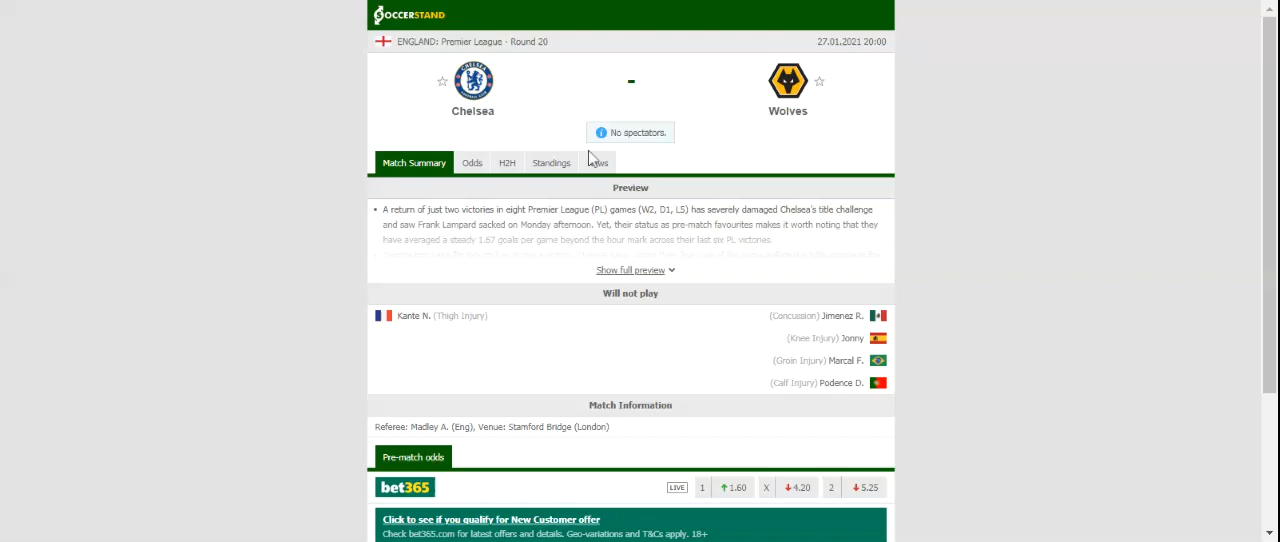 SOCCERSTAND
ENGLAND: Premier League - Round 20 27.01.2021 20:00
-
Chelsea Wolves
No spectators.
Match Summary Odds H2H Standings
Preview
• A return of just two victories in eight Premier League (PL) games (W2, D1, L5) has severely damaged Chelsea's title challenge
and saw Frank Lampard sacked on Monday afternoon. Yet, their status as pre-match favourites makes it worth noting that they
have averaged a steady 1.67 goals per game beyond the hour mark across their last six PL victories.
Show full preview
Will not play
Kante N. (Thigh Injury) (Concussion) Jimenez R.
(Knee Injury) Jonny
(Groin Injury) Marcal F.
(Calf Injury) Podence D.
Match Information
Referee: Madley A. (Eng), Venue: Stamford Bridge (London)
Pre-match odds
bet365 LIVE 1 1.60 X 4.20 2 5.25
Click to see if you qualify for New Customer offer
Check bet365.com for latest offers and details. Geo-variations and T&Cs apply. 18+